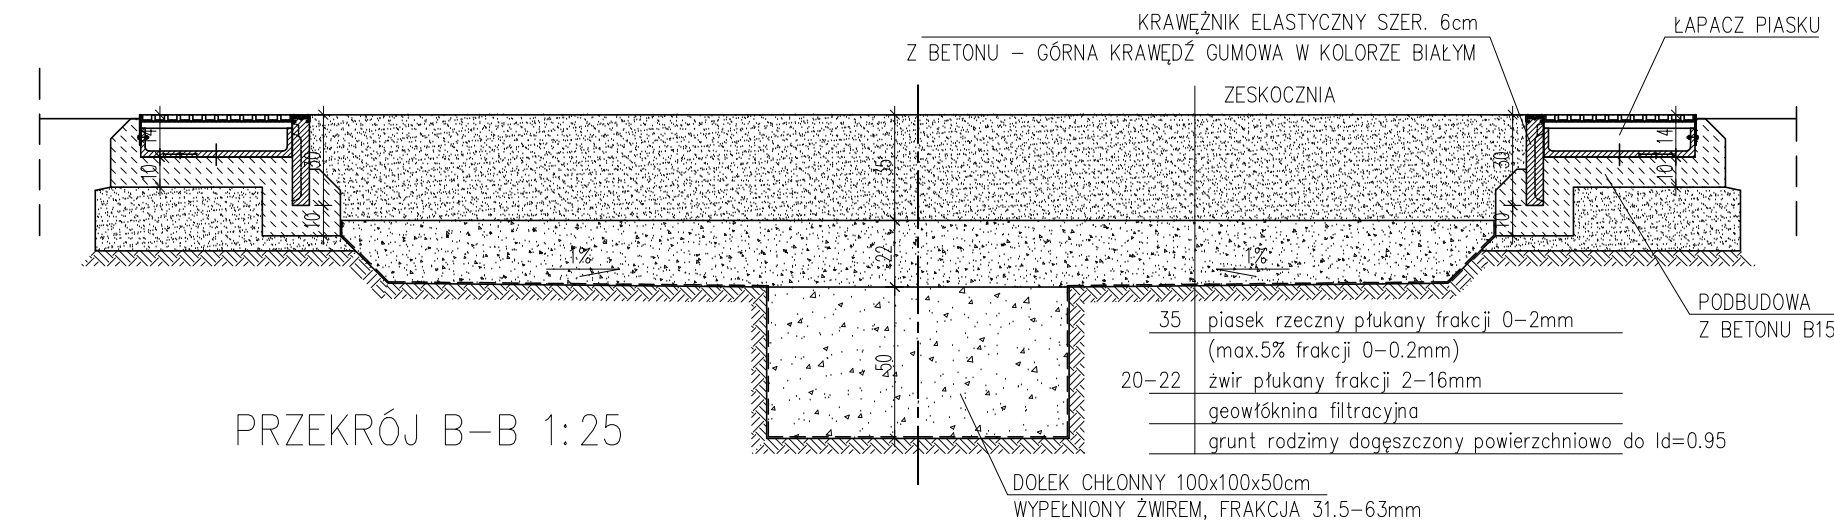 KRAWĘŻNIK ELASTYCZNY SZER. 6cm
Z BETONU – GÓRNA KRAWĘDŹ GUMOWA W KOLORZE BIAŁYM
ŁAPACZ PIASKU
ZESKOCZNIA
14
10
30
10
35
22
50
30
10
14
10
1%
1%
PODBUDOWA
Z BETONU B15
35 piasek rzeczny płukany frakcji 0–2mm
(max.5% frakcji 0–0.2mm)
20–22 żwir płukany frakcji 2–16mm
geowłóknina filtracyjna
grunt rodzimy dogęszczony powierzchniowo do Id=0.95
PRZEKRÓJ B–B 1:25
DOŁEK CHŁONNY 100x100x50cm
WYPEŁNIONY ŻWIREM, FRAKCJA 31.5–63mm